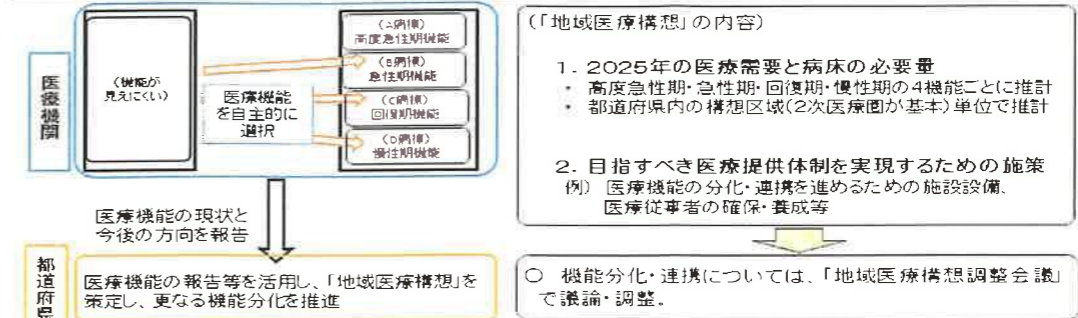 医療機関
(機能が
見えにくい)
医療機能
を自主的に
選択
(A病棟)
高度急性期機能
(B病棟)
急性期機能
(C病棟)
回復期機能
(D病棟)
慢性期機能
医療機能の現状と
今後の方向を報告
都道府県
医療機能の報告等を活用し、「地域医療構想」を
策定し、更なる機能分化を推進
(「地域医療構想」の内容)
1. 2025年の医療需要と病床の必要量
・ 高度急性期・急性期・回復期・慢性期の4機能ごとに推計
・ 都道府県内の構想区域(2次医療圏が基本)単位で推計
2. 目指すべき医療提供体制を実現するための施策
例) 医療機能の分化・連携を進めるための施設設備、
医療従事者の確保・養成等
○ 機能分化・連携については、「地域医療構想調整会議」
で議論・調整。